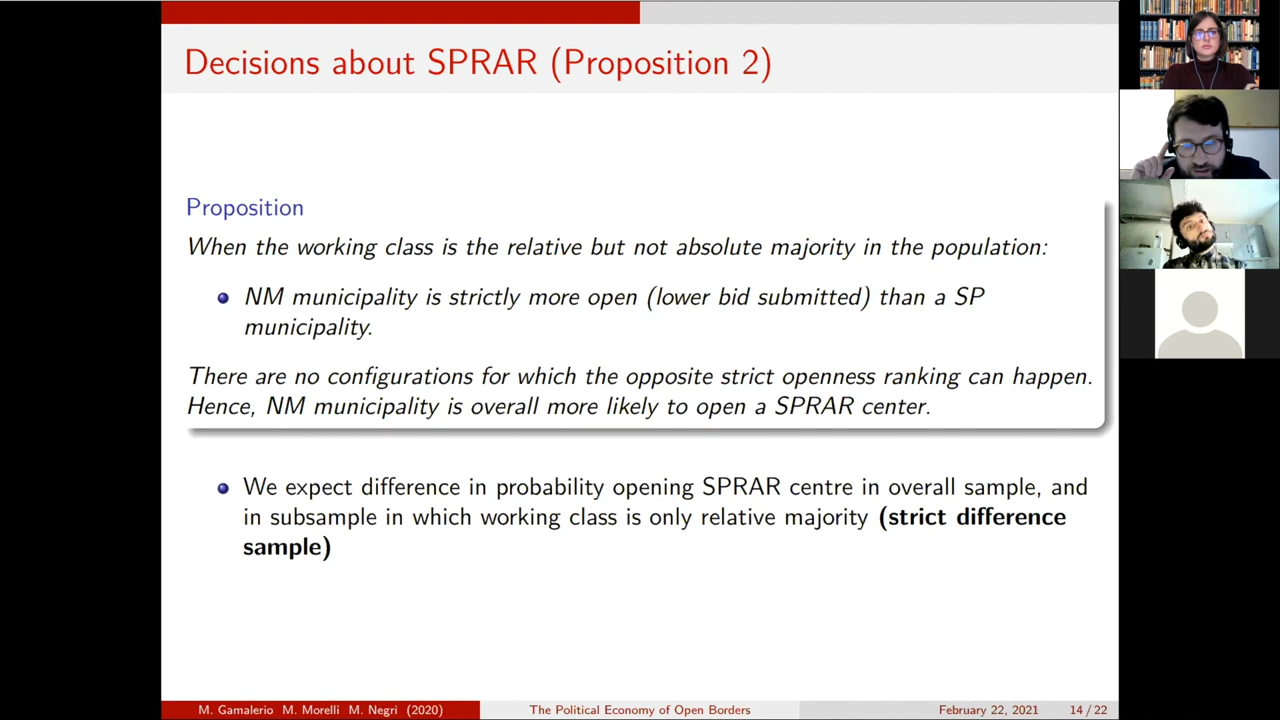 Decisions about SPRAR (Proposition 2)
Proposition
When the working class is the relative but not absolute majority in the population:
NM municipality is strictly more open (lower bid submitted) than a SP
municipality.
There are no configurations for which the opposite strict openness ranking can happen.
Hence, NM municipality is overall more likely to open a SPRAR center.
We expect difference in probability opening SPRAR centre in overall sample, and
in subsample in which working class is only relative majority (strict difference
sample)
M. Gamalerio M. Morelli M. Negri (2020) The Political Economy of Open Borders February 22, 2021 14 / 22